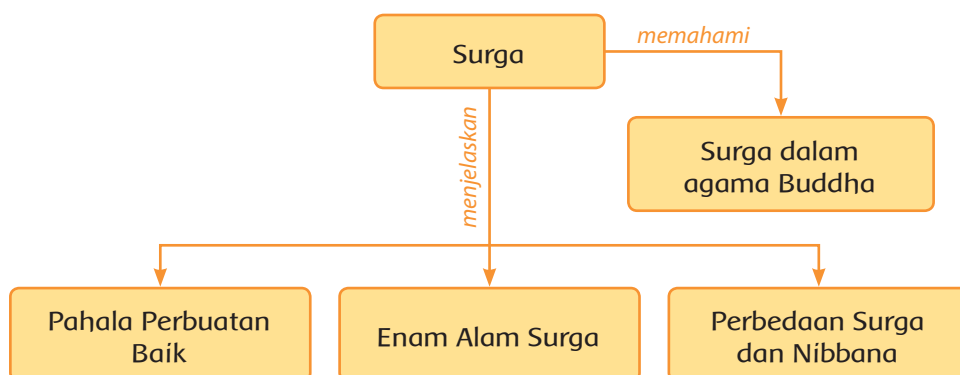 Surga
memahami
Surga dalam
agama Buddha
menjelaskan
Pahala Perbuatan
Baik
Enam Alam Surga
Perbedaan Surga
dan Nibbana